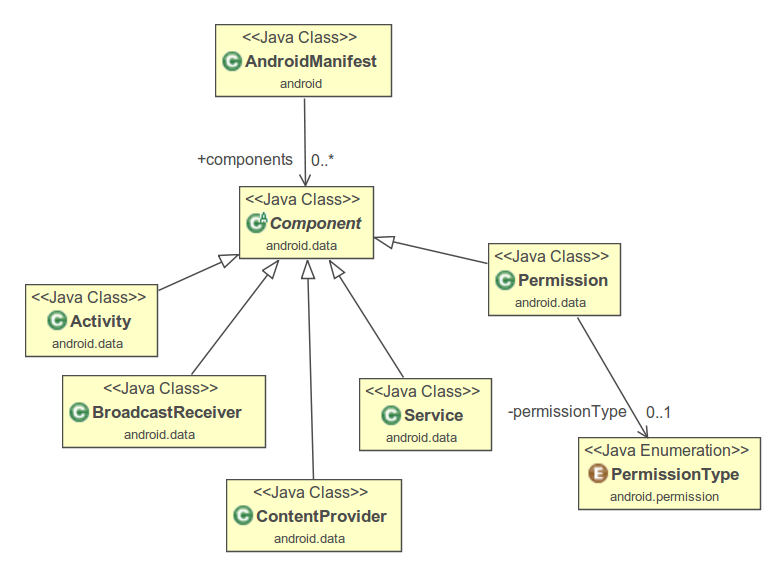 <<Java Class>>
AndroidManifest
android
+components 0..*
<<Java Class>>
Component
android.data
<<Java Class>>
Permission
android.data
<<Java Class>>
Activity
android.data
<<Java Class>>
BroadcastReceiver
android.data
<<Java Class>>
Service
android.data
-permissionType 0..1
<<Java Enumeration>>
PermissionType
android.permission
<<Java Class>>
ContentProvider
android.data